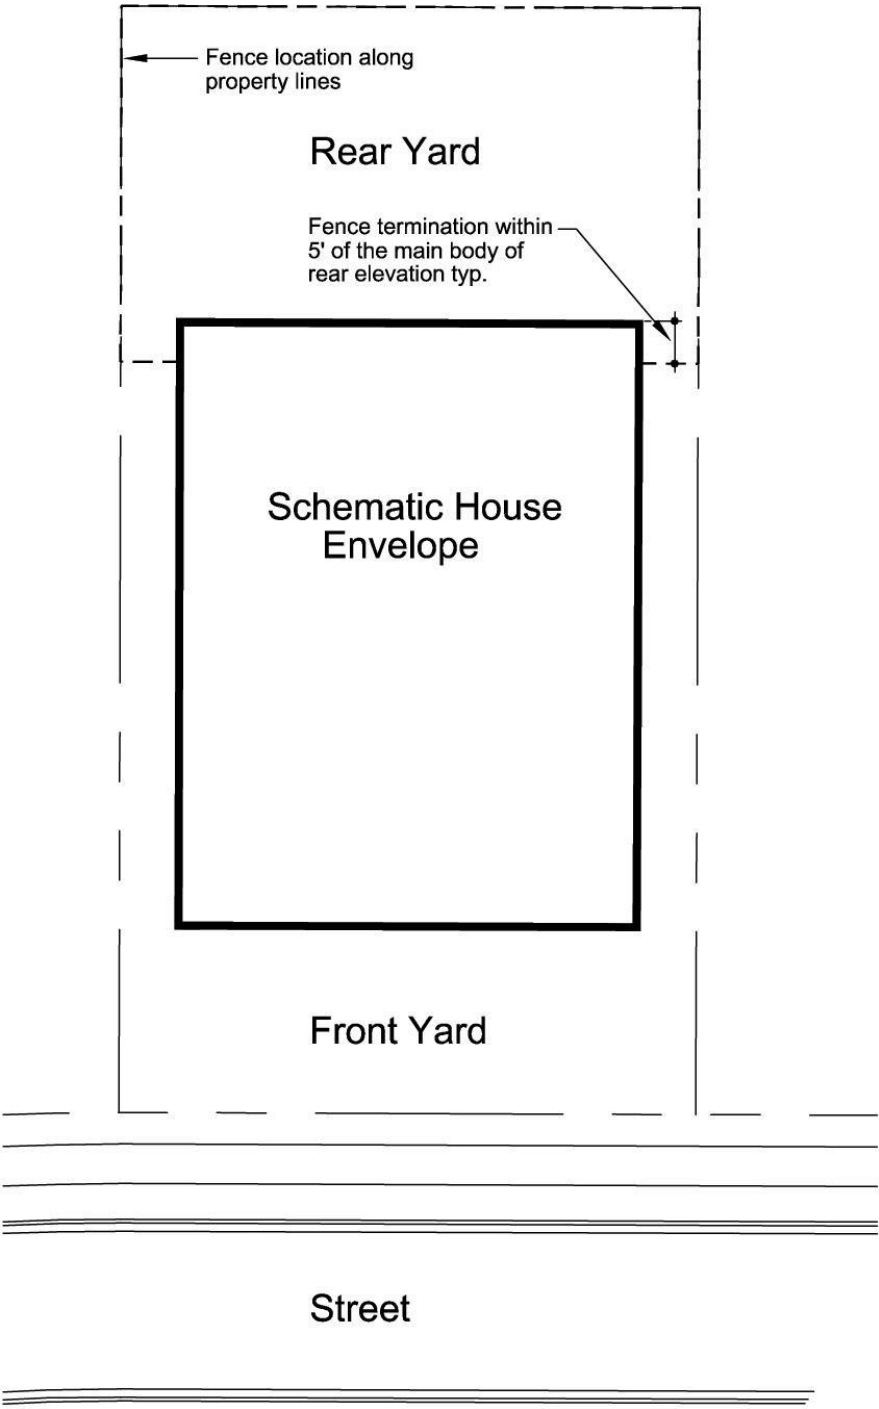 Fence location along
property lines
Rear Yard
Fence termination within
5' of the main body of
rear elevation typ.
Schematic House
Envelope
Front Yard
Street